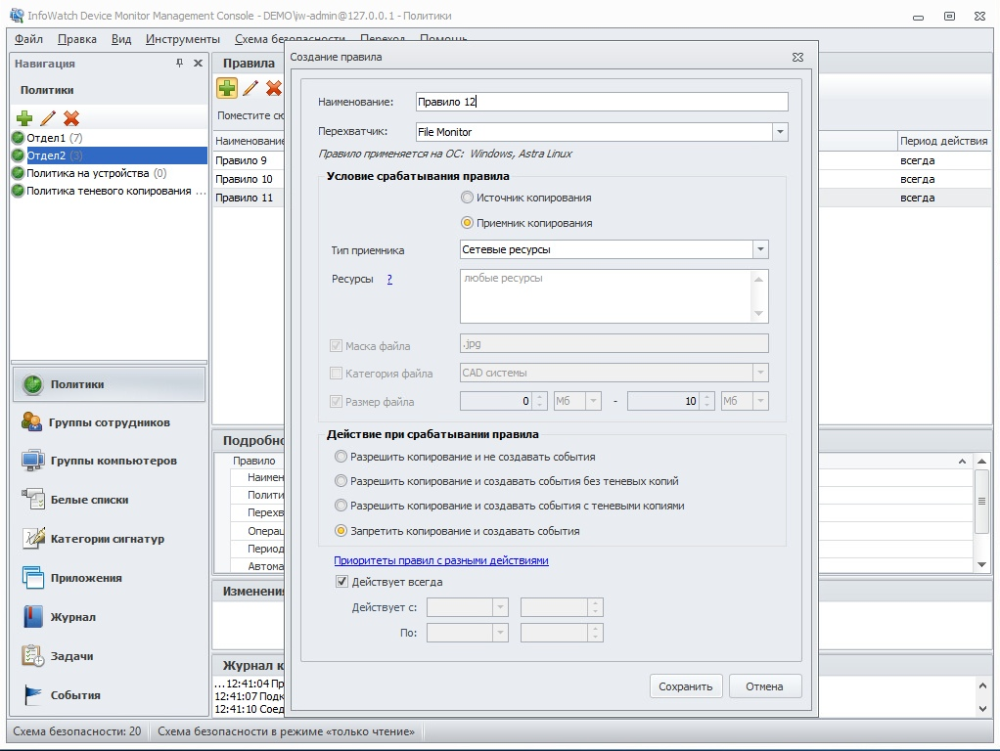 InfoWatch Device Monitor Management Console - DEMO\iw-admin@127.0.0.1 - Политики
Файл Правка Вид Инструменты Схема безопасности Переход Помощь
Навигация
Политики
Отдел1 (7)
Отдел2 (3)
Политика на устройства (0)
Политика теневого копирования ...
Политики
Группы сотрудников
Группы компьютеров
Белые списки
Категории сигнатур
Приложения
Журнал
Задачи
События
Правила
Поместите
Наименование
Период действия
Правило 9
всегда
Правило 10
всегда
Правило 11
всегда
Подробно
Правило
Наимен
Полити
Перехв
Операц
Период
Автома
Изменения
Журнал к
...12:41:04 Пр
12:41:07 Подк
12:41:10 Соед
Создание правила
Наименование: Правило 12
Перехватчик: File Monitor
Правило применяется на ОС: Windows, Astra Linux
Условие срабатывания правила
Источник копирования
Приемник копирования
Тип приемника Сетевые ресурсы
Ресурсы ? любые ресурсы
Маска файла .jpg
Категория файла CAD системы
Размер файла 0 Мб - 10 Мб
Действие при срабатывании правила
Разрешить копирование и не создавать события
Разрешить копирование и создавать события без теневых копий
Разрешить копирование и создавать события с теневыми копиями
Запретить копирование и создавать события
Приоритеты правил с разными действиями
Действует всегда
Действует с:
По:
Сохранить Отмена
Схема безопасности: 20 Схема безопасности в режиме «только чтение»